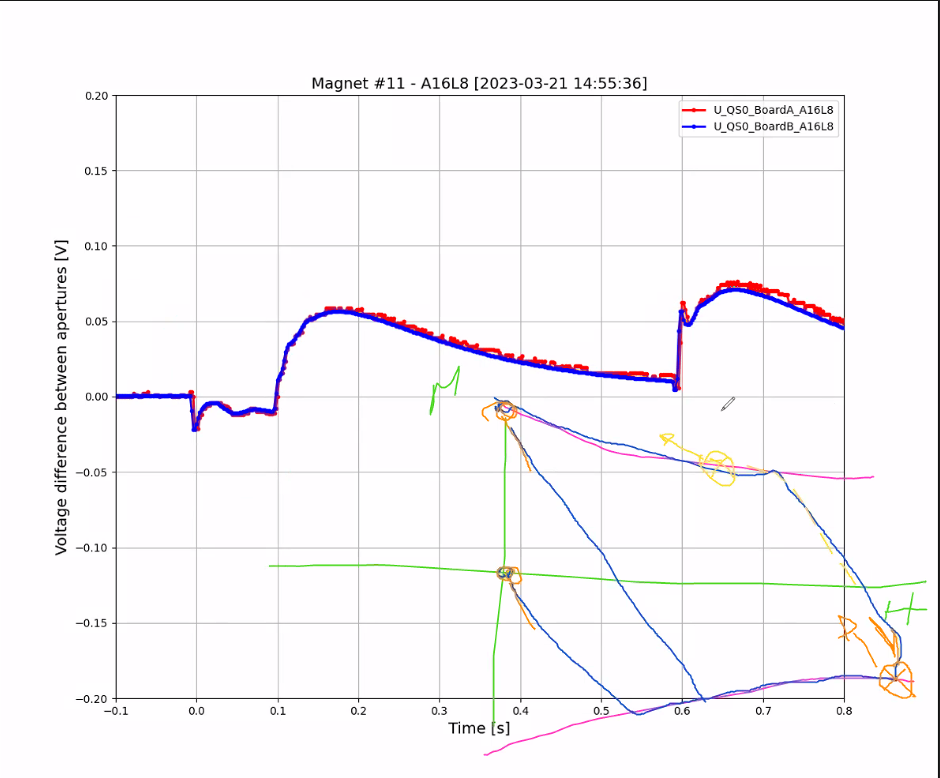 Magnet #11 - A16L8 [2023-03-21 14:55:36]
U_QS0_BoardA_A16L8
U_QS0_BoardB_A16L8
Voltage difference between apertures [V]
0.20
0.15
0.10
0.05
0.00
−0.05
−0.10
−0.15
−0.20
M
H
R
−0.1 0.0 0.1 0.2 0.3 0.4 0.5 0.6 0.7 0.8
Time [s]